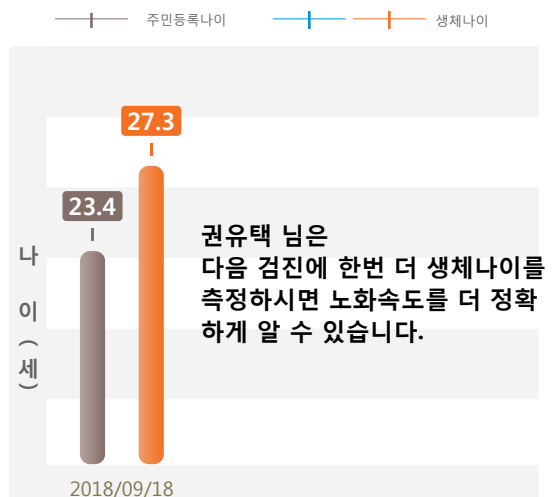 주민등록나이 생체나이
27.3
23.4
권유택 님은
다음 검진에 한번 더 생체나이를
측정하시면 노화속도를 더 정확
하게 알 수 있습니다.
나이(세)
2018/09/18